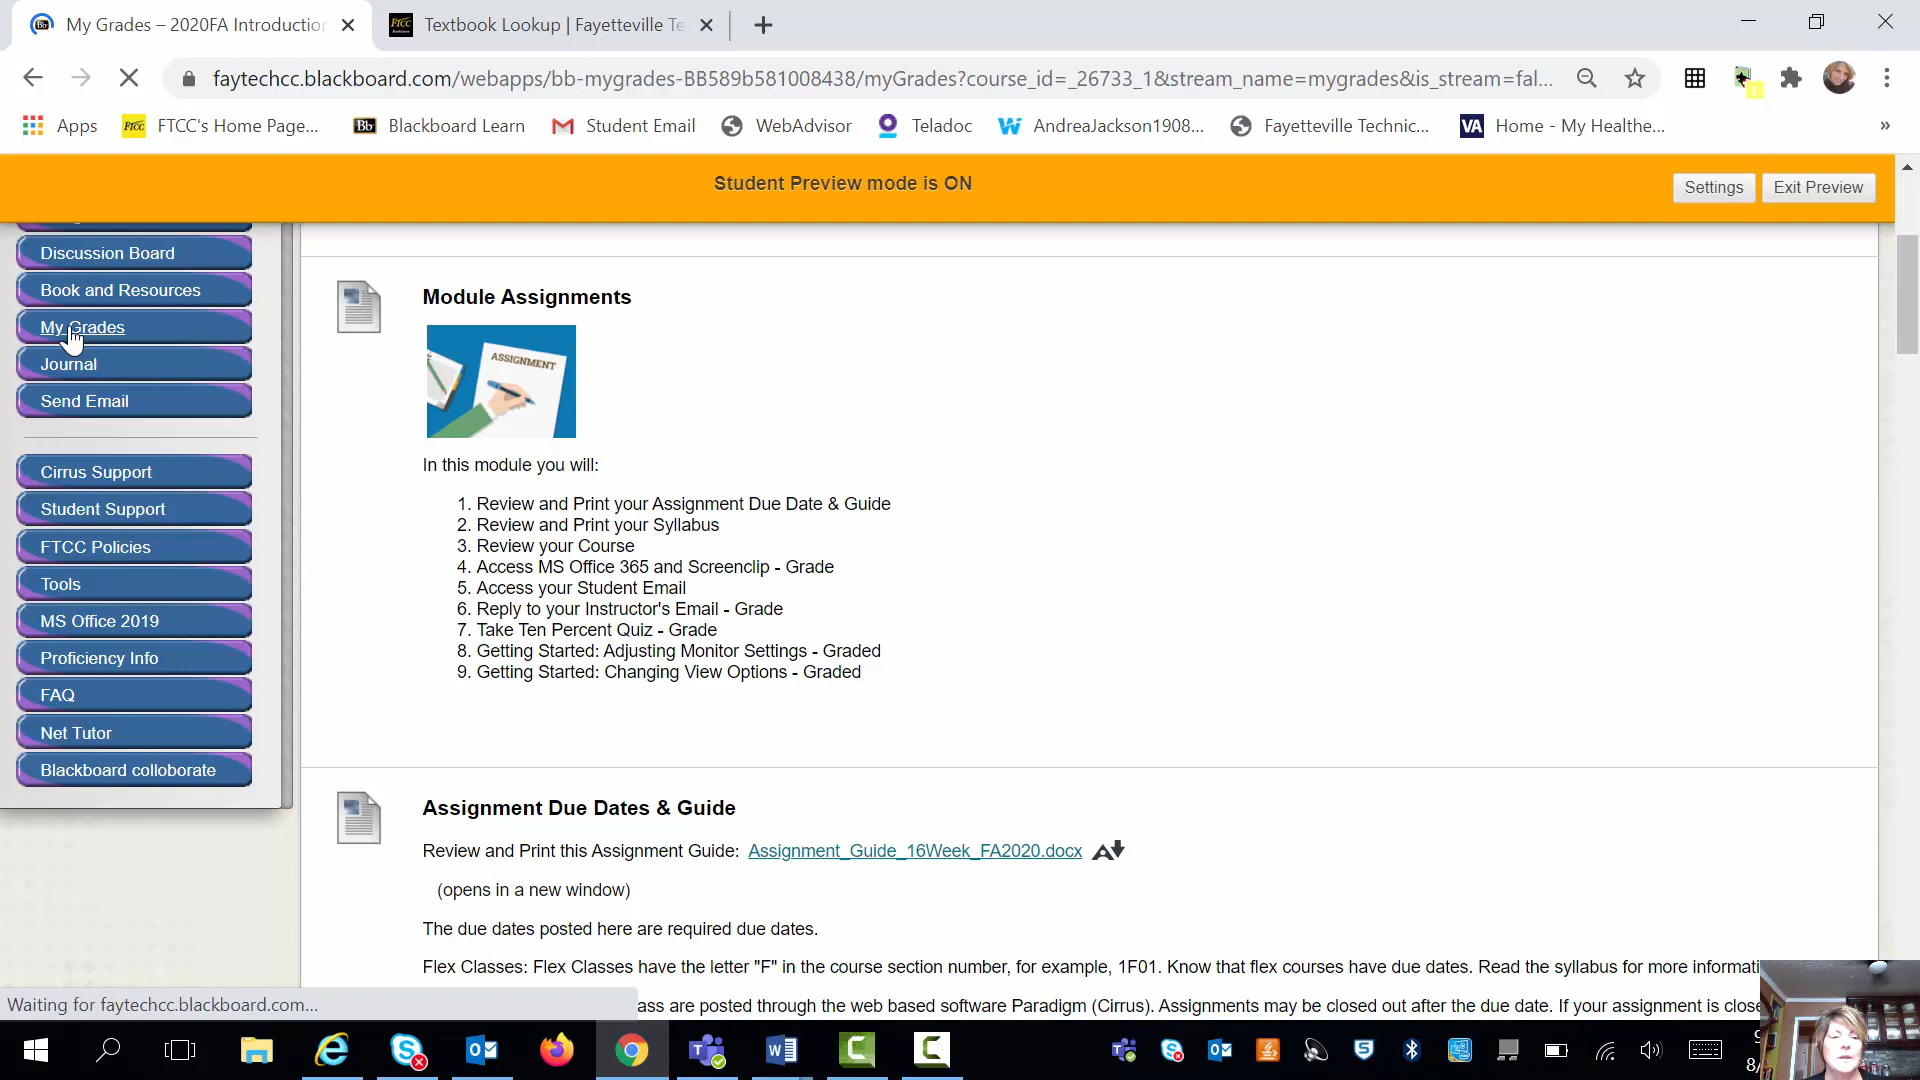 My Grades – 2020FA Introduction
Textbook Lookup | Fayetteville Te
faytechcc.blackboard.com/webapps/bb-mygrades-BB589b581008438/myGrades?course_id=_26733_1&stream_name=mygrades&is_stream=fal...
Apps
FTCC's Home Page...
Blackboard Learn
Student Email
WebAdvisor
Teladoc
AndreaJackson1908...
Fayetteville Technic...
Home - My Healthe...
Student Preview mode is ON
Settings
Exit Preview
Discussion Board
Book and Resources
My Grades
Journal
Send Email
Cirrus Support
Student Support
FTCC Policies
Tools
MS Office 2019
Proficiency Info
FAQ
Net Tutor
Blackboard colloborate
Module Assignments
ASSIGNMENT
In this module you will:
1. Review and Print your Assignment Due Date & Guide
2. Review and Print your Syllabus
3. Review your Course
4. Access MS Office 365 and Screenclip - Grade
5. Access your Student Email
6. Reply to your Instructor's Email - Grade
7. Take Ten Percent Quiz - Grade
8. Getting Started: Adjusting Monitor Settings - Graded
9. Getting Started: Changing View Options - Graded
Assignment Due Dates & Guide
Review and Print this Assignment Guide: Assignment_Guide_16Week_FA2020.docx
(opens in a new window)
The due dates posted here are required due dates.
Flex Classes: Flex Classes have the letter "F" in the course section number, for example, 1F01. Know that flex courses have due dates. Read the syllabus for more informati
ass are posted through the web based software Paradigm (Cirrus). Assignments may be closed out after the due date. If your assignment is close
Waiting for faytechcc.blackboard.com...